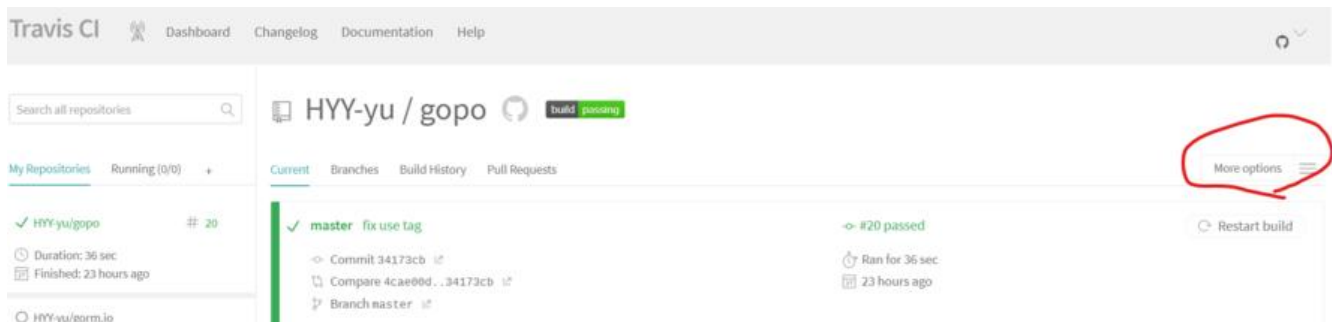 Travis CI Dashboard Changelog Documentation Help
Search all repositories
HYY-yu / gopo build passing
My Repositories Running (0/0) +
Current Branches Build History Pull Requests
More options
HYY-yu/gopo # 20
Duration: 36 sec
Finished: 23 hours ago
HYY-yu/gorm.io
master fix use tag
Commit 34173cb
Compare 4cae00d..34173cb
Branch master
#20 passed
Ran for 36 sec
23 hours ago
Restart build